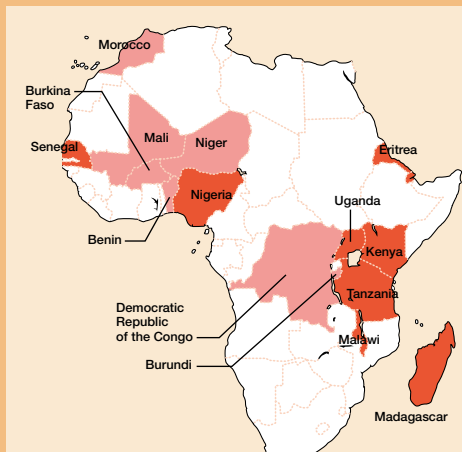 Morocco
Burkina
Faso
Mali
Niger
Senegal
Eritrea
Nigeria
Uganda
Benin
Kenya
Tanzania
Democratic
Republic
of the Congo
Malawi
Burundi
Madagascar